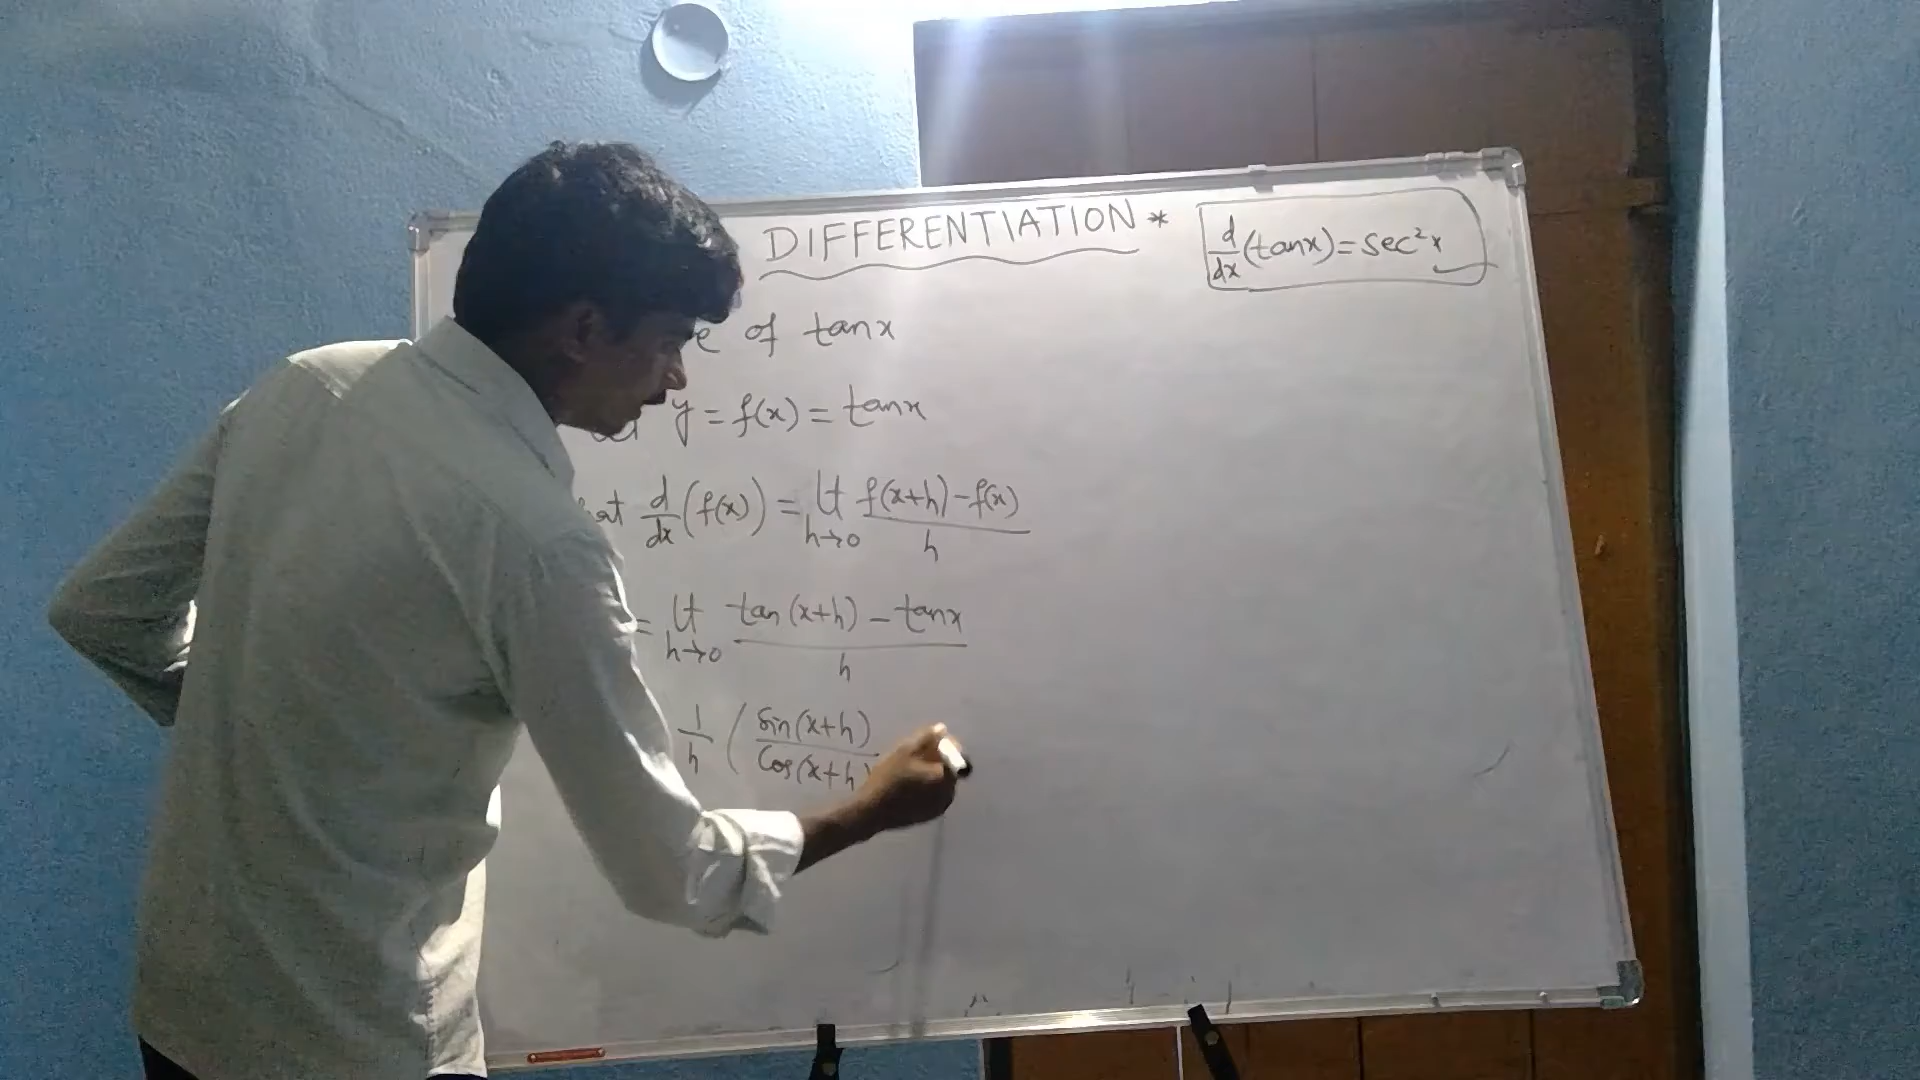 DIFFERENTIATION *
d/dx (tanx) = sec²x
of tanx
y = f(x) = tanx
d/dx (f(x)) = lt h→0 f(x+h) - f(x) / h
= lt h→0 tan(x+h) - tanx / h
1/h ( sin(x+h) / cos(x+h)